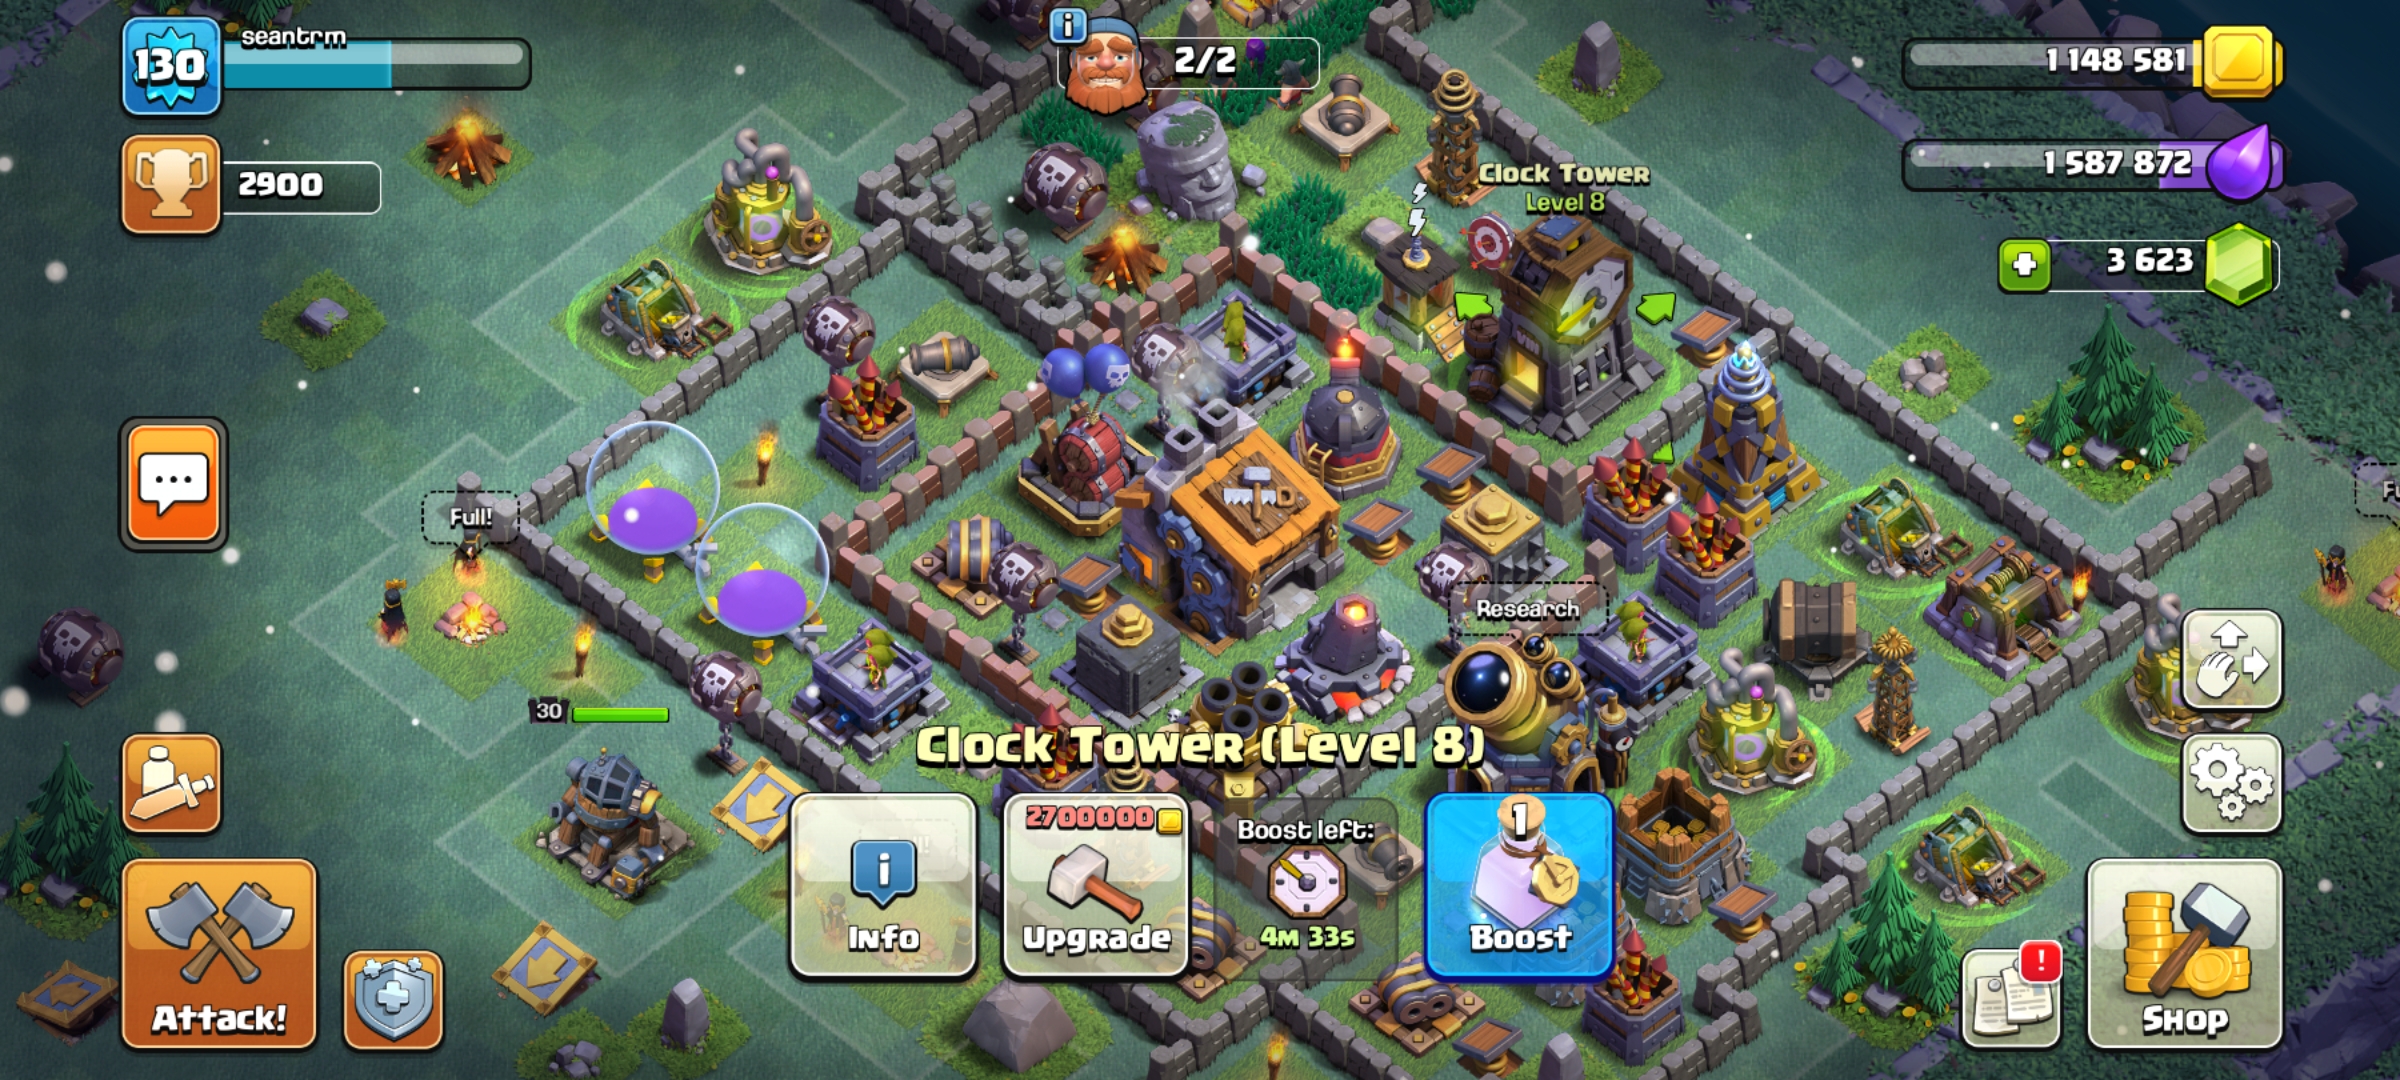 130
seantrm
i
2/2
1 148 581
2900
1 587 872
3 623
Clock Tower
Level 8
Full!
Research
30
Clock Tower (Level 8)
i
Info
2700000
Upgrade
Boost left:
4m 33s
1
Boost
Attack!
!
Shop